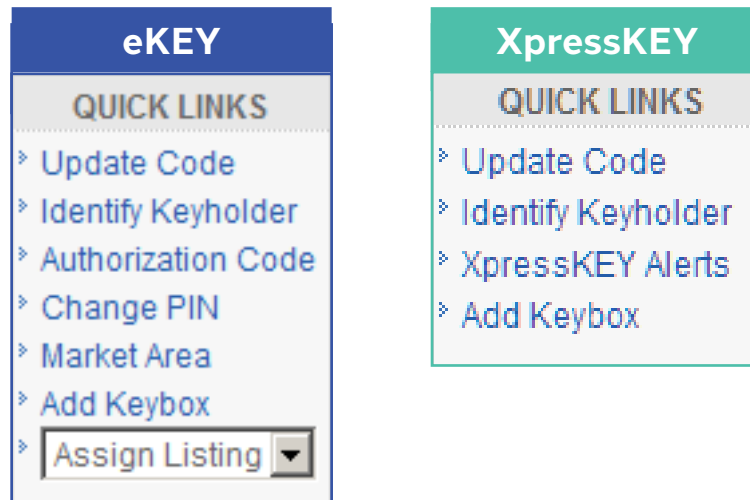 eKEY
QUICK LINKS
Update Code
Identify Keyholder
Authorization Code
Change PIN
Market Area
Add Keybox
Assign Listing
XpressKEY
QUICK LINKS
Update Code
Identify Keyholder
XpressKEY Alerts
Add Keybox